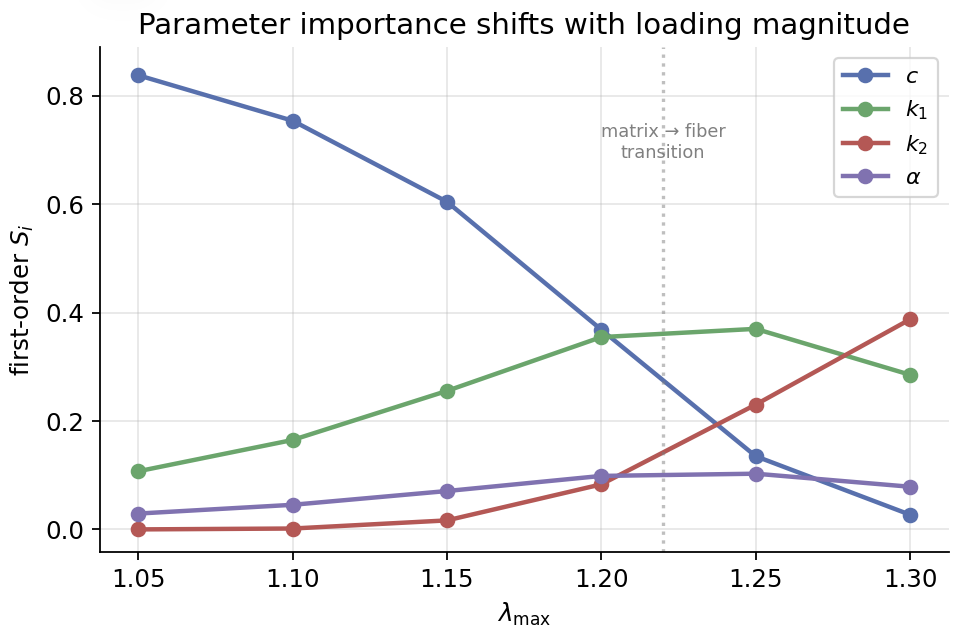 Parameter importance shifts with loading magnitude
first-order Sᵢ
0.8
0.6
0.4
0.2
0.0
matrix → fiber
transition
c
k₁
k₂
α
1.05 1.10 1.15 1.20 1.25 1.30
λmax